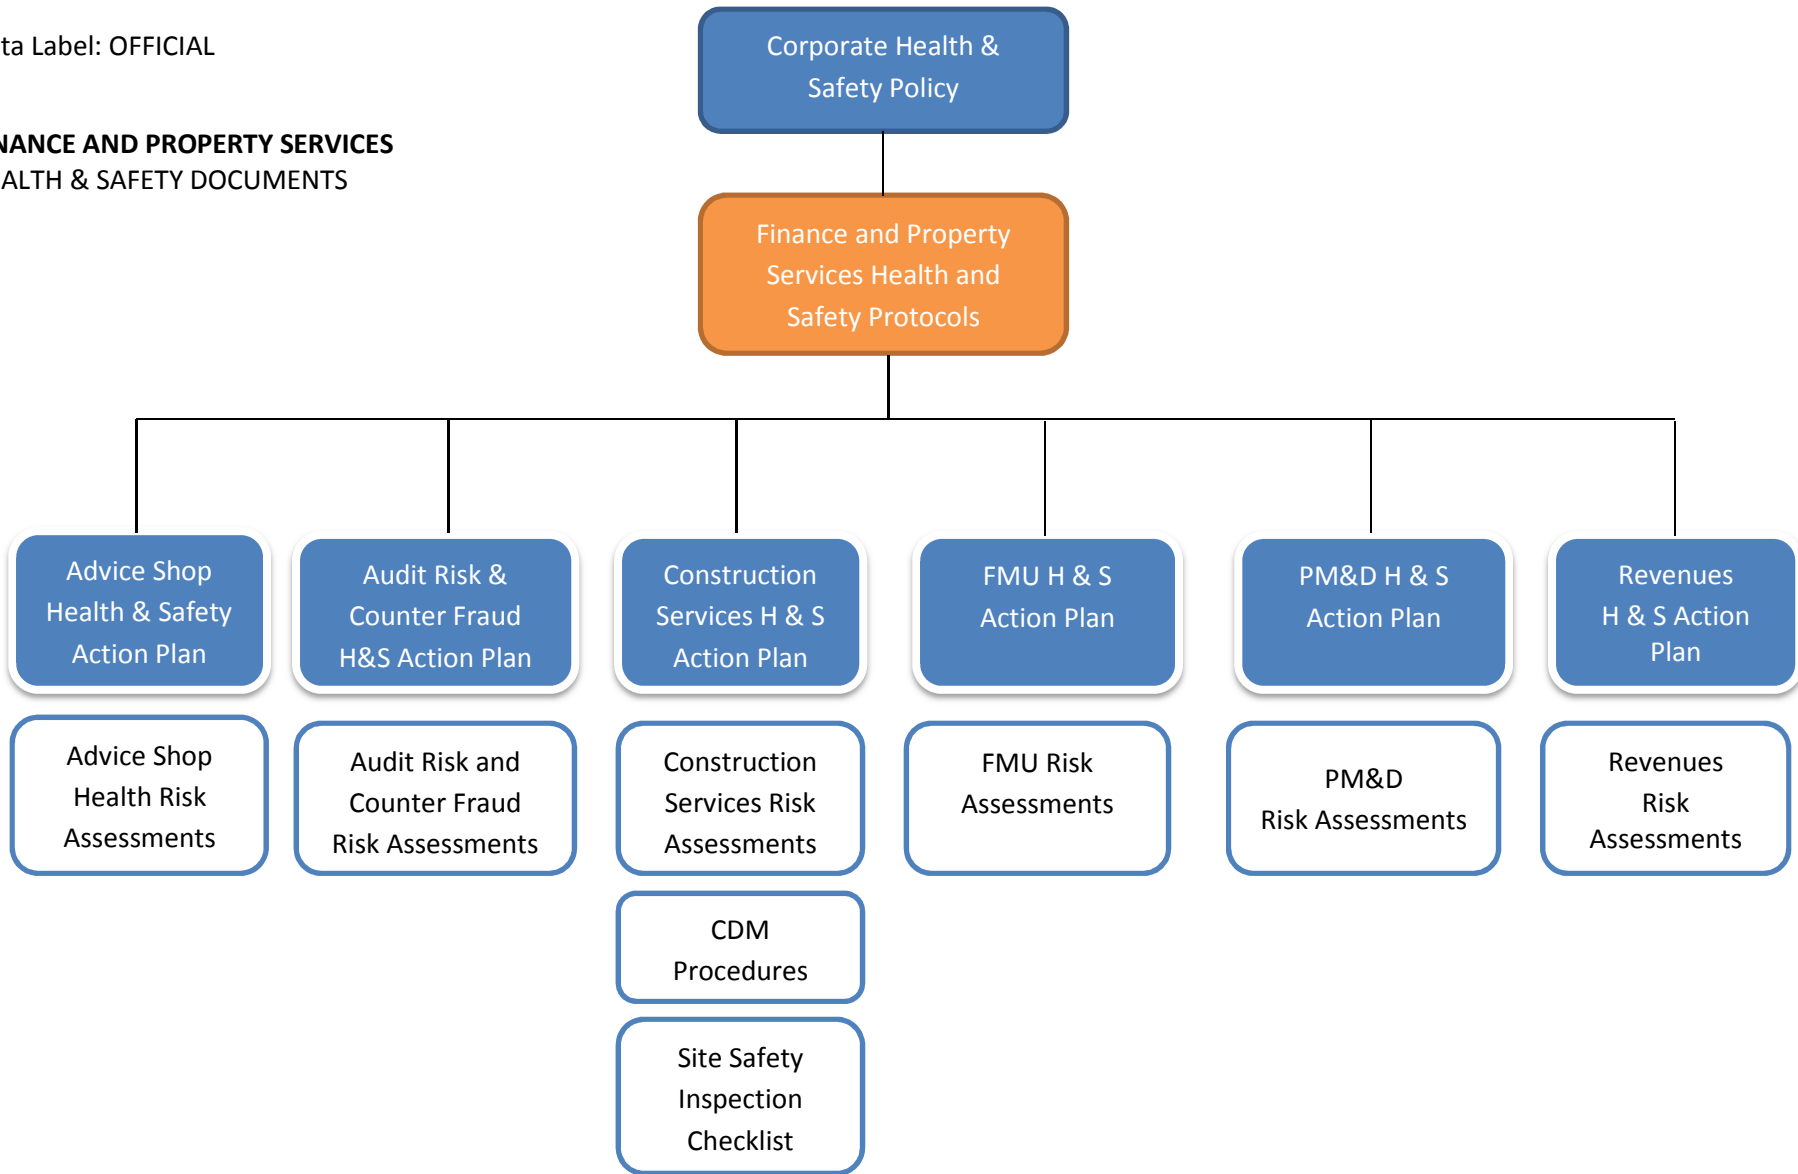 ta Label: OFFICIAL
NANCE AND PROPERTY SERVICES
ALTH & SAFETY DOCUMENTS
Corporate Health &
Safety Policy
Finance and Property
Services Health and
Safety Protocols
Advice Shop
Health & Safety
Action Plan
Audit Risk &
Counter Fraud
H&S Action Plan
Construction
Services H & S
Action Plan
FMU H & S
Action Plan
PM&D H & S
Action Plan
Revenues
H & S Action
Plan
Advice Shop
Health Risk
Assessments
Audit Risk and
Counter Fraud
Risk Assessments
Construction
Services Risk
Assessments
FMU Risk
Assessments
PM&D
Risk Assessments
Revenues
Risk
Assessments
CDM
Procedures
Site Safety
Inspection
Checklist